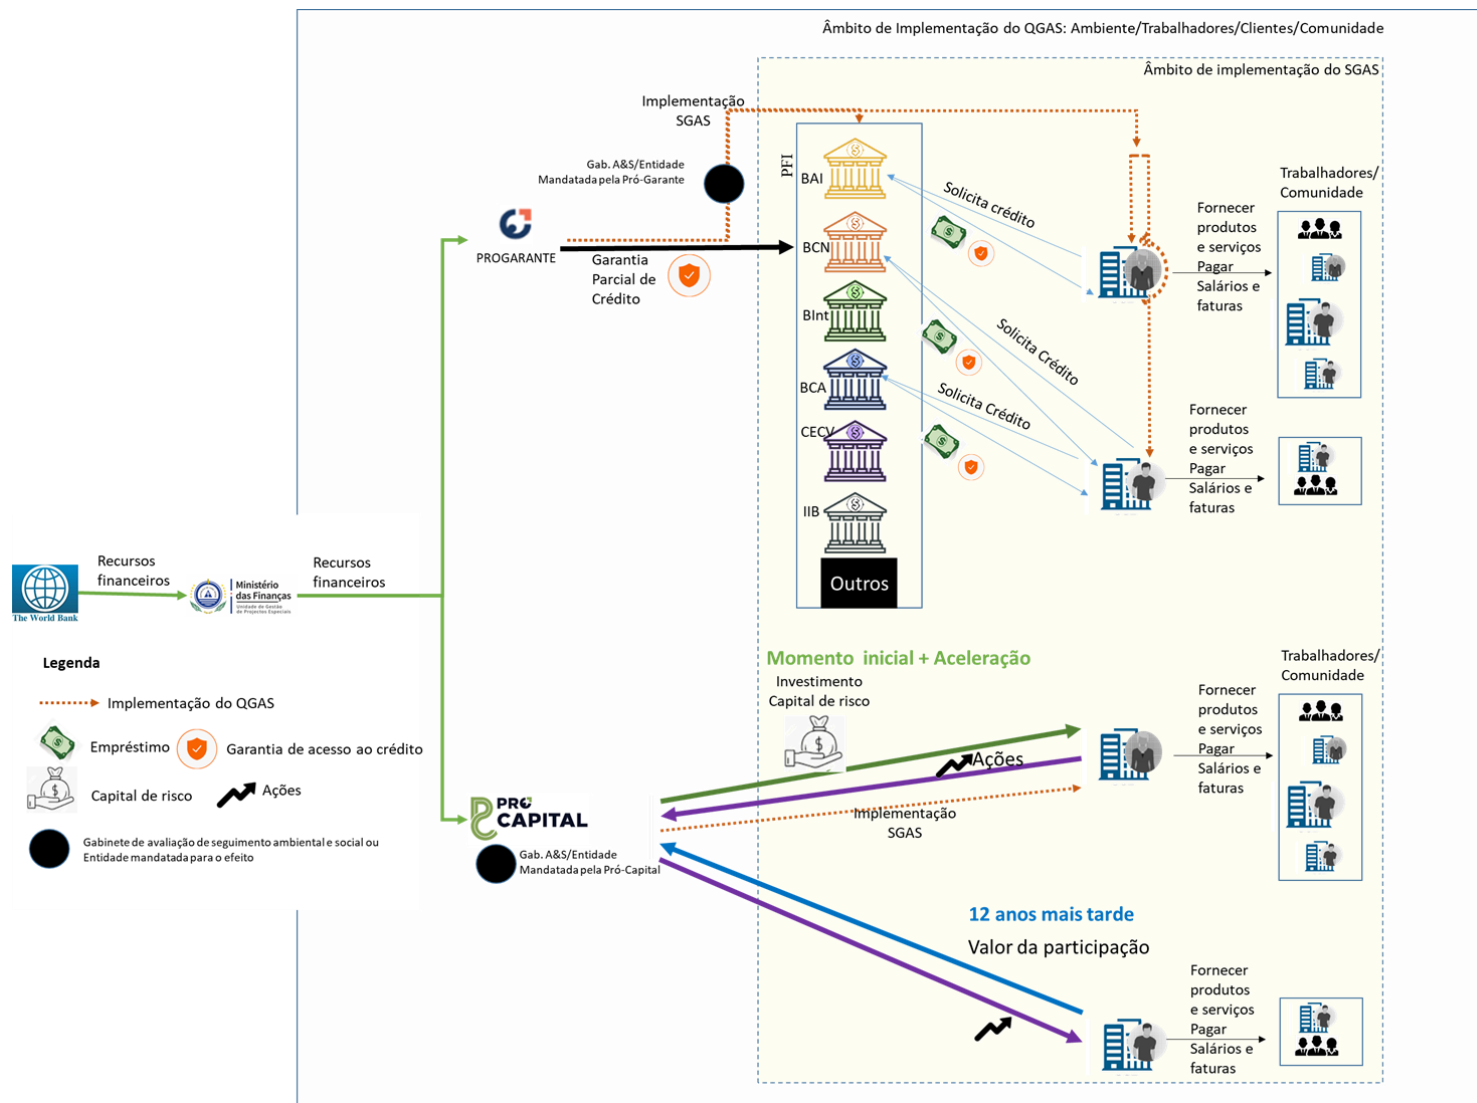 Âmbito de Implementação do QGAS: Ambiente/Trabalhadores/Clientes/Comunidade
Âmbito de implementação do SGAS
Implementação
SGAS
Gab. A&S/Entidade
Mandatada pela Pró-Garante
PROGARANTE
Garantia
Parcial de
Crédito
PFI
BAI
BCN
BInt
BCA
CECV
IIB
Outros
Solicita crédito
Solicita Crédito
Solicita Crédito
Fornecer
produtos
e serviços
Pagar
Salários e
faturas
Trabalhadores/
Comunidade
Fornecer
produtos
e serviços
Pagar
Salários e
faturas
The World Bank
Recursos
financeiros
Ministério
das Finanças
Unidade de Gestão
de Projectos Especiais
Recursos
financeiros
Legenda
Implementação do QGAS
Empréstimo
Garantia de acesso ao crédito
Capital de risco
Ações
Gabinete de avaliação de seguimento ambiental e social ou
Entidade mandatada para o efeito
PRÓ
CAPITAL
Gab. A&S/Entidade
Mandatada pela Pró-Capital
Momento inicial + Aceleração
Investimento
Capital de risco
Ações
Implementação
SGAS
Fornecer
produtos
e serviços
Pagar
Salários e
faturas
Trabalhadores/
Comunidade
12 anos mais tarde
Valor da participação
Fornecer
produtos
e serviços
Pagar
Salários e
faturas